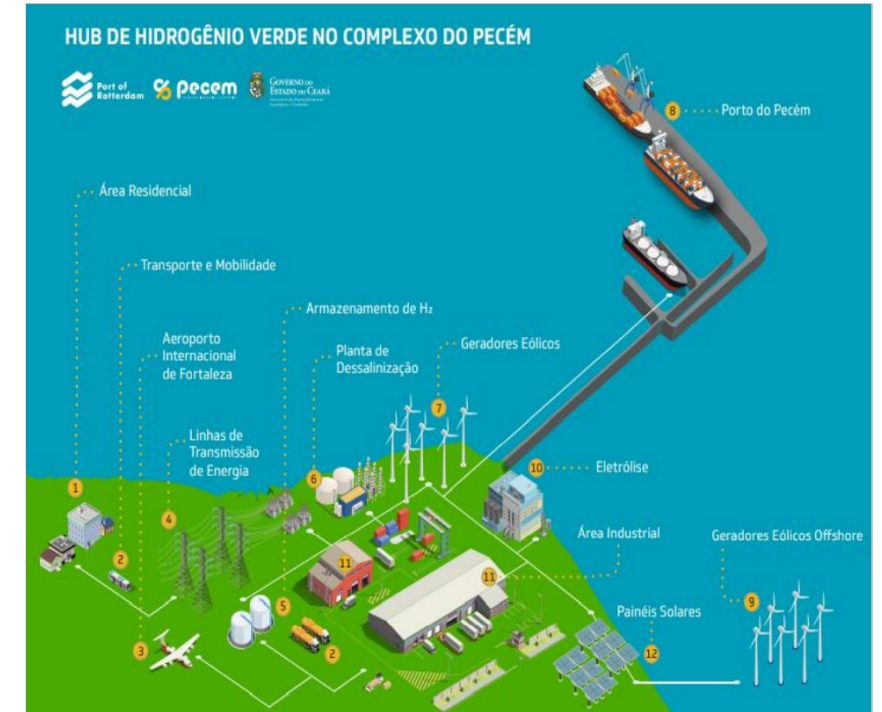 HUB DE HIDROGÊNIO VERDE NO COMPLEXO DO PECÉM
Port of
Rotterdam
pecem
GOVERNO DO
ESTADO DO CEARÁ
8
Porto do Pecém
Área Residencial
Transporte e Mobilidade
Armazenamento de H₂
Aeroporto
Internacional
de Fortaleza
Planta de
Dessalinização
Geradores Eólicos
7
Linhas de
Transmissão
de Energia
6
10
Eletrólise
1
4
Área Industrial
Geradores Eólicos Offshore
2
11
11
5
Painéis Solares
9
3
2
12